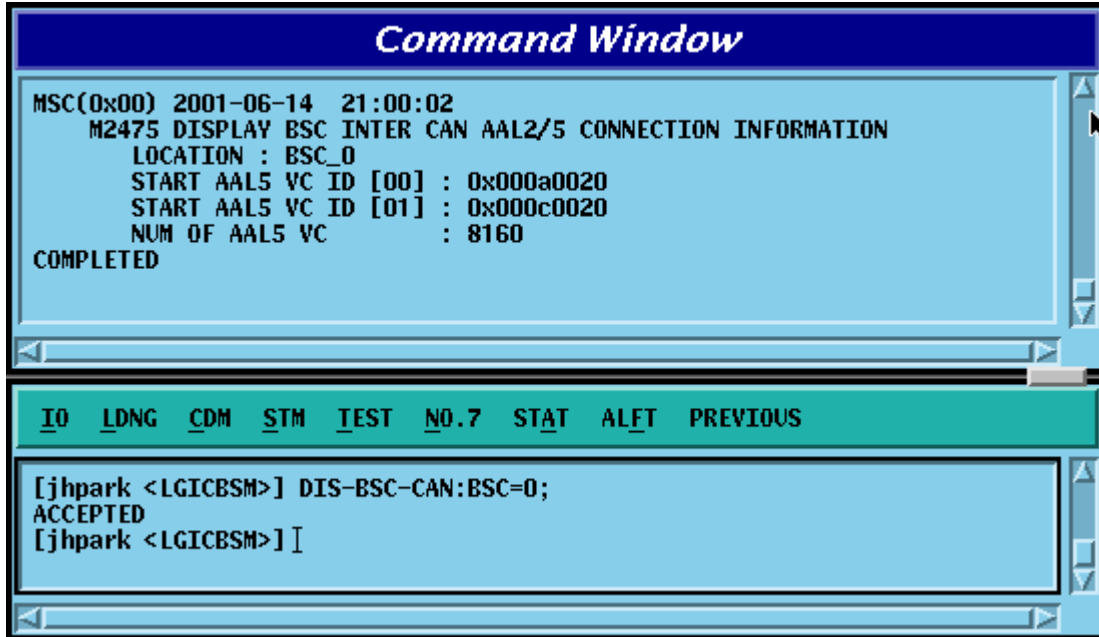 Command Window
MSC(0x00) 2001-06-14 21:00:02
M2475 DISPLAY BSC INTER CAN AAL2/5 CONNECTION INFORMATION
LOCATION : BSC_0
START AAL5 VC ID [00] : 0x000a0020
START AAL5 VC ID [01] : 0x000c0020
NUM OF AAL5 VC : 8160
COMPLETED
IO LDNG CDM STM TEST NO.7 STAT ALFT PREVIOUS
[jhpark <LGICBSM>] DIS-BSC-CAN:BSC=0;
ACCEPTED
[jhpark <LGICBSM>]